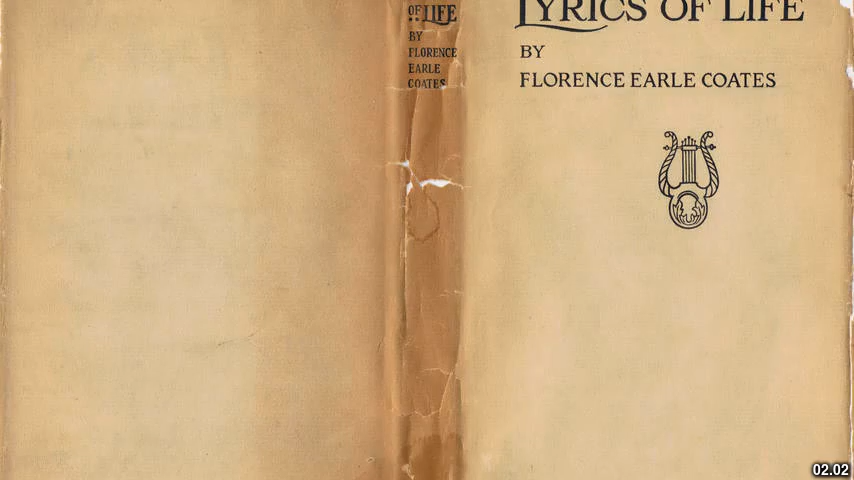 OF LIFE
BY
FLORENCE
EARLE
COATES
LYRICS OF LIFE
BY
FLORENCE EARLE COATES
02.02